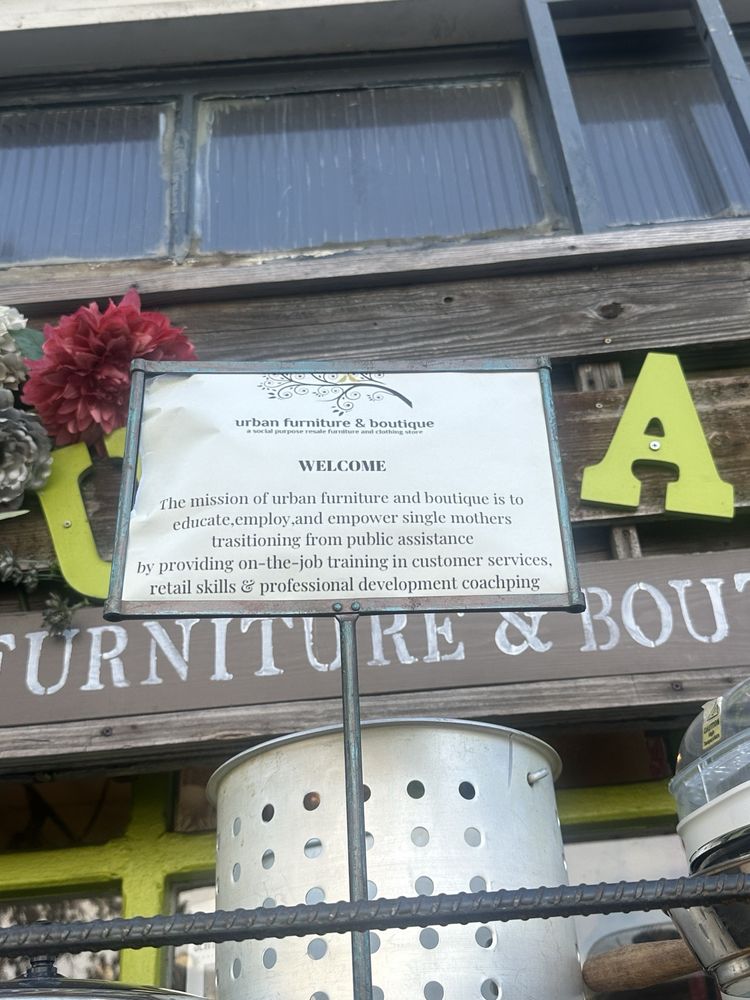 urban furniture & boutique
a social purpose resale furniture and clothing store
WELCOME
The mission of urban furniture and boutique is to
educate,employ,and empower single mothers
trasitioning from public assistance
by providing on-the-job training in customer services,
retail skills & professional development coachping
U A
FURNITURE & BOUT
CAUTION